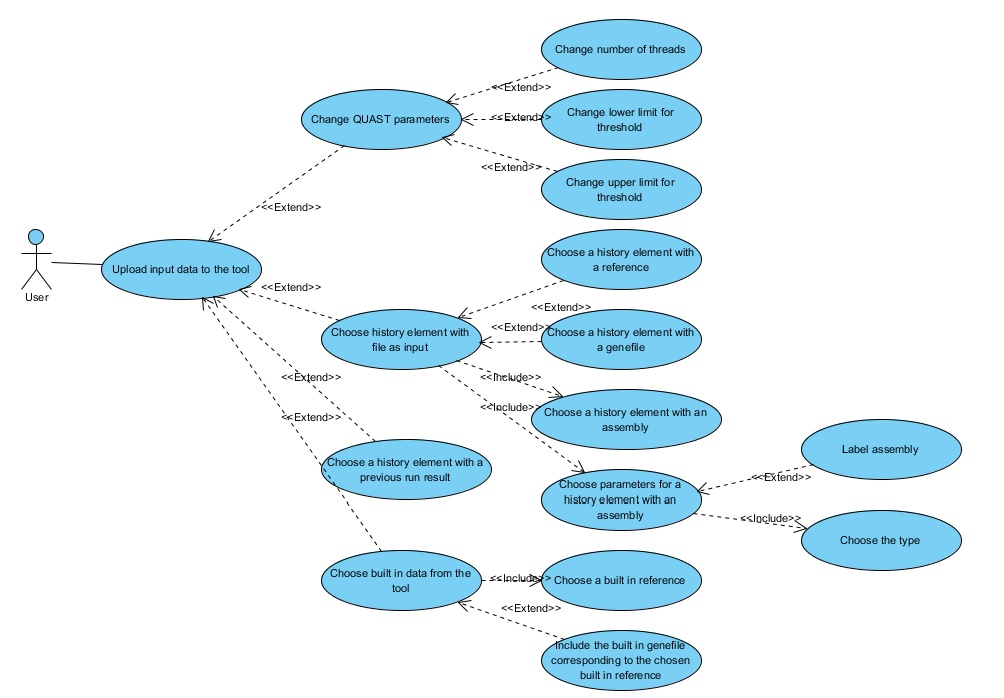 Change number of threads
<<Extend>>
Change QUAST parameters
<<Extend>>
Change lower limit for
threshold
<<Extend>>
Change upper limit for
threshold
<<Extend>>
User
Upload input data to the tool
Choose a history element with
a reference
<<Extend>>
<<Extend>>
Choose history element with
file as input
<<Extend>>
Choose a history element with
a genefile
<<Include>>
<<Include>>
Choose a history element with an
assembly
<<Extend>>
<<Extend>>
Choose a history element with a
previous run result
Choose parameters for a
history element with an
assembly
Label assembly
<<Extend>>
<<Include>>
Choose the type
Choose built in data from the
tool
<<Include>>
Choose a built in reference
<<Extend>>
Include the built in genefile
corresponding to the chosen
built in reference